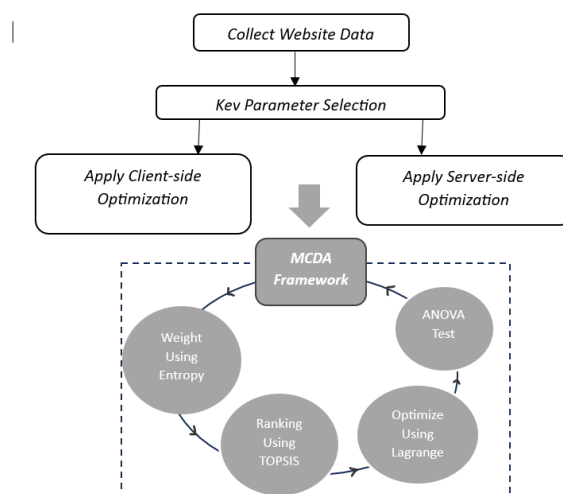 Collect Website Data
Kev Parameter Selection
Apply Client-side
Optimization
Apply Server-side
Optimization
MCDA
Framework
Weight
Using
Entropy
Ranking
Using
TOPSIS
Optimize
Using
Lagrange
ANOVA
Test